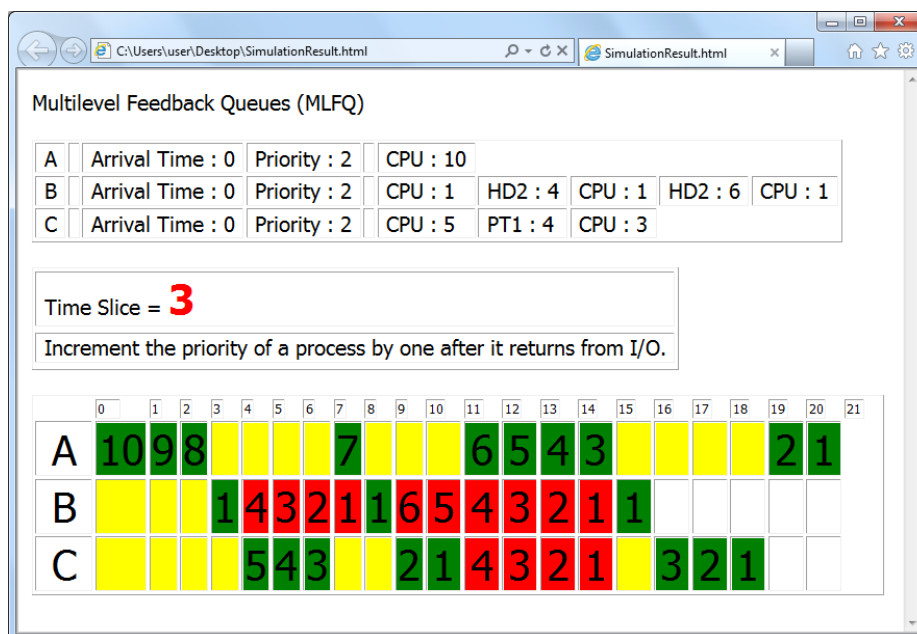 C:\Users\user\Desktop\SimulationResult.html
SimulationResult.html
Multilevel Feedback Queues (MLFQ)
A Arrival Time : 0 Priority : 2 CPU : 10
B Arrival Time : 0 Priority : 2 CPU : 1 HD2 : 4 CPU : 1 HD2 : 6 CPU : 1
C Arrival Time : 0 Priority : 2 CPU : 5 PT1 : 4 CPU : 3
Time Slice = 3
Increment the priority of a process by one after it returns from I/O.
0 1 2 3 4 5 6 7 8 9 10 11 12 13 14 15 16 17 18 19 20 21
A 10 9 8 7 6 5 4 3 2 1
B 1 4 3 2 1 1 6 5 4 3 2 1 1
C 5 4 3 2 1 4 3 2 1 3 2 1